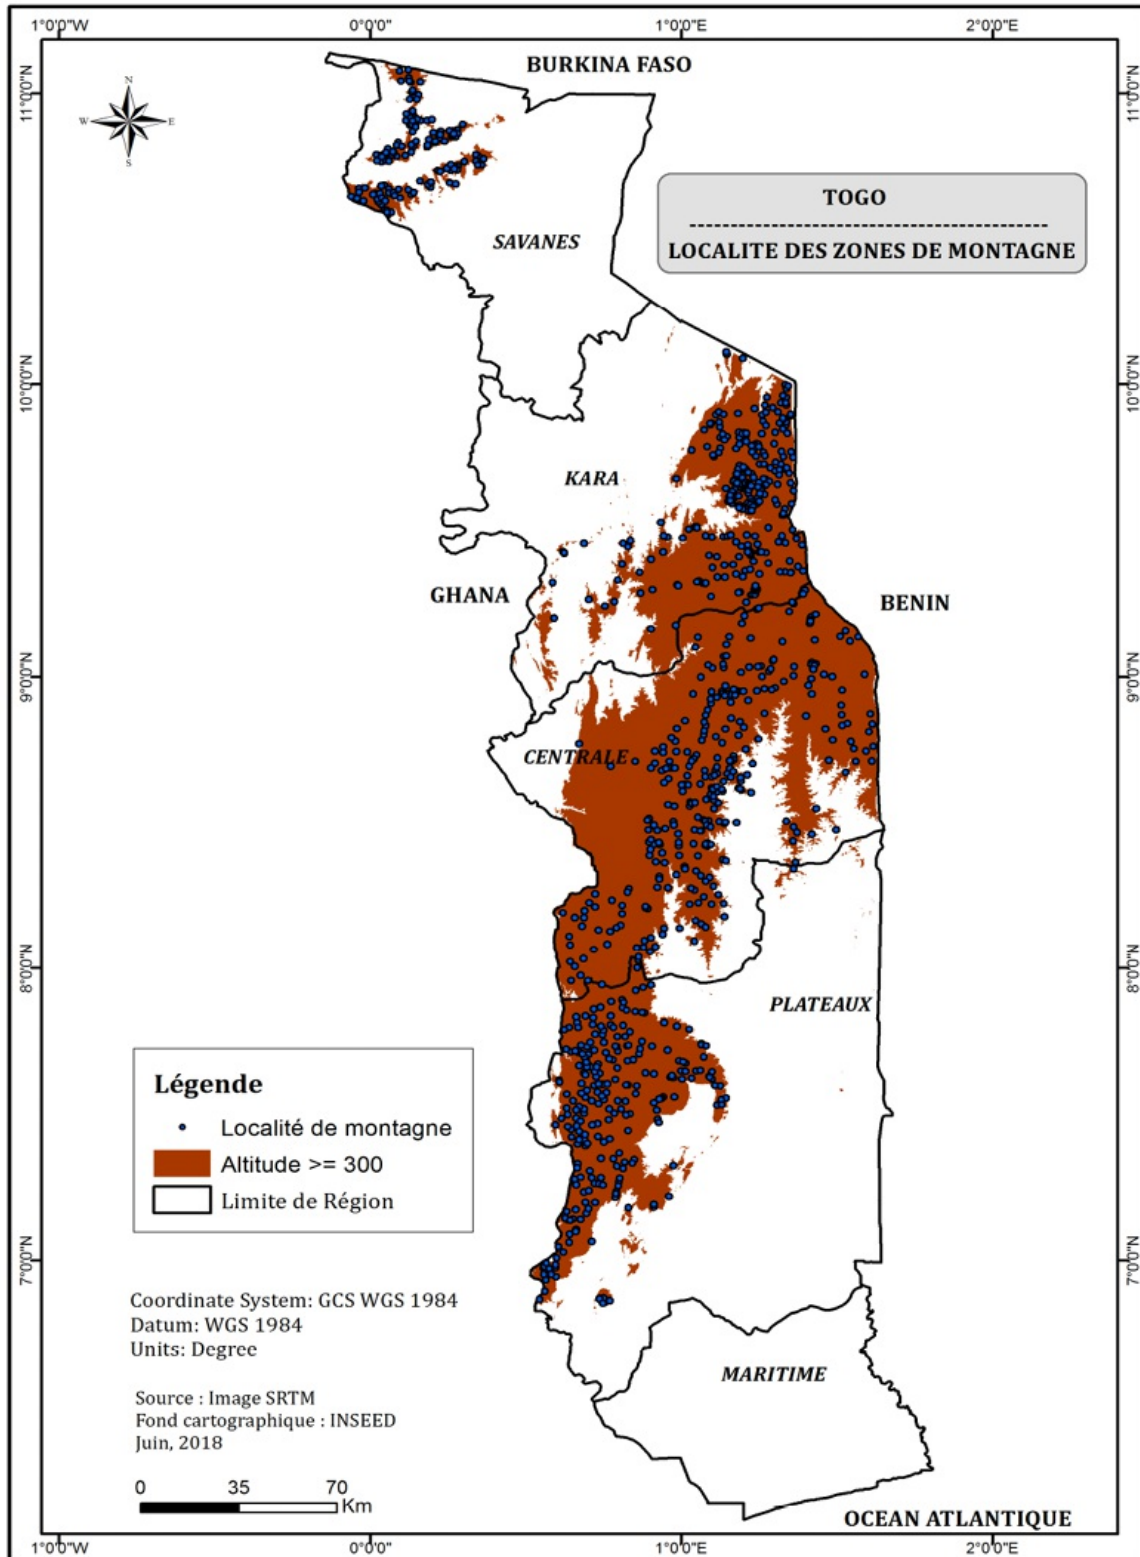 1°0'0"W 0°0'0" 1°0'0"E 2°0'0"E
BURKINA FASO
11°0'0"N 11°0'0"N
N
W E
S
TOGO
------------------------------------
LOCALITE DES ZONES DE MONTAGNE
SAVANES
10°0'0"N 10°0'0"N
KARA
GHANA
BENIN
9°0'0"N 9°0'0"N
CENTRALE
8°0'0"N 8°0'0"N
PLATEAUX
Légende
Localité de montagne
Altitude >= 300
Limite de Région
7°0'0"N 7°0'0"N
Coordinate System: GCS WGS 1984
Datum: WGS 1984
Units: Degree
MARITIME
Source : Image SRTM
Fond cartographique : INSEED
Juin, 2018
0 35 70
Km
OCEAN ATLANTIQUE
1°0'0"W 0°0'0" 1°0'0"E 2°0'0"E